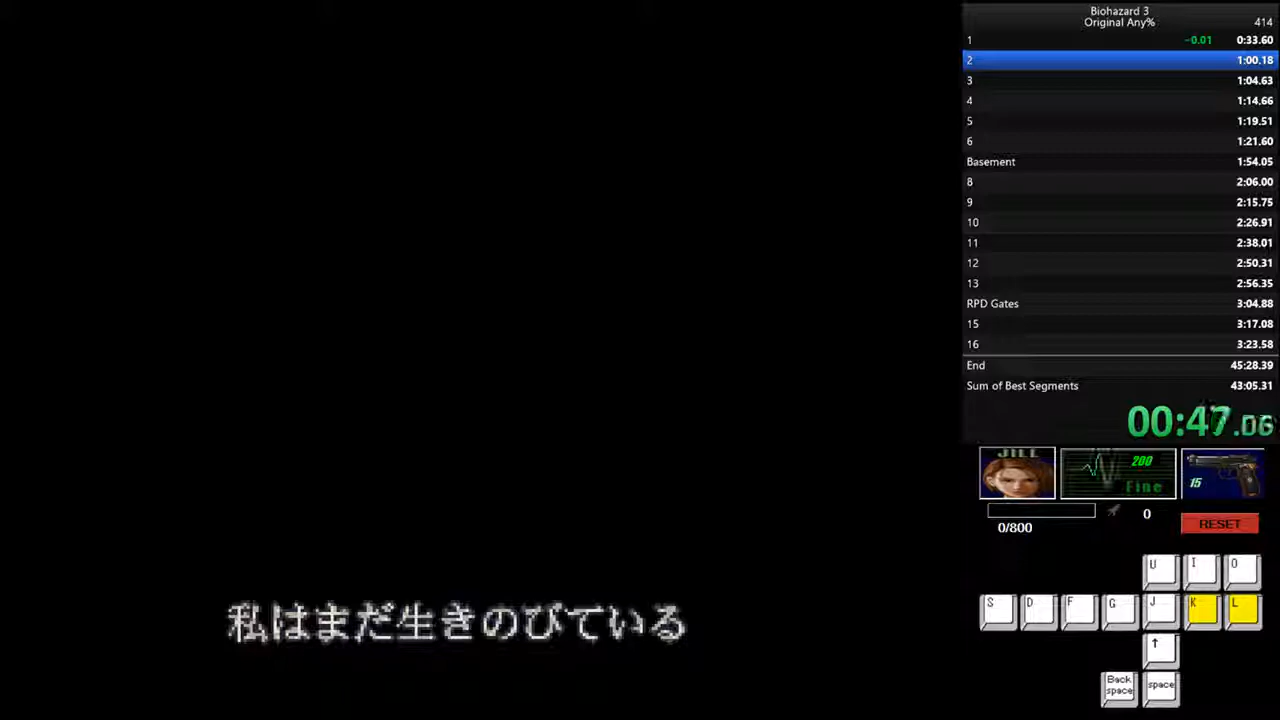 Biohazard 3
Original Any%
414
1 -0.01 0:33.60
2 1:00.18
3 1:04.63
4 1:14.66
5 1:19.51
6 1:21.60
Basement 1:54.05
8 2:06.00
9 2:15.75
10 2:26.91
11 2:38.01
12 2:50.31
13 2:56.35
RPD Gates 3:04.88
15 3:17.08
16 3:23.58
End 45:28.39
Sum of Best Segments 43:05.31
00:47.06
JILL
200
Fine
15
0
0/800
RESET
U I O
S D F G J K L
↑
Back space space
私はまだ生きのびている